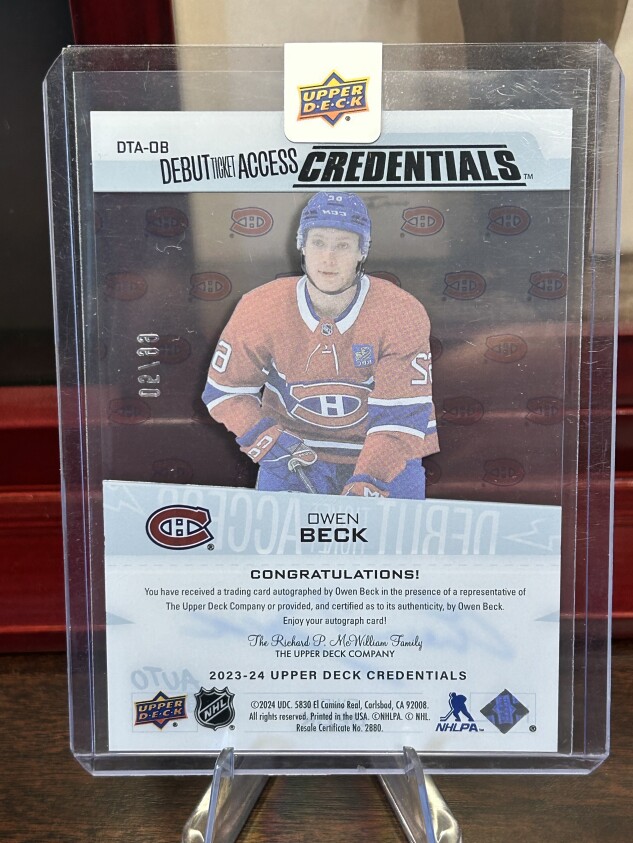 UPPER
D·E·C·K
DTA-OB
DEBUT TICKET ACCESS CREDENTIALS™
OWEN
BECK
CONGRATULATIONS!
You have received a trading card autographed by Owen Beck in the presence of a representative of
The Upper Deck Company or provided, and certified as to its authenticity, by Owen Beck.
Enjoy your autograph card!
The Richard P. McWilliam Family
THE UPPER DECK COMPANY
2023-24 UPPER DECK CREDENTIALS
UPPER
D·E·C·K
NHL
©2024 UDC. 5830 El Camino Real, Carlsbad, CA 92008.
All rights reserved. Printed in the USA. ©NHLPA. © NHL.
Resale Certificate No. 2880.
NHLPA™